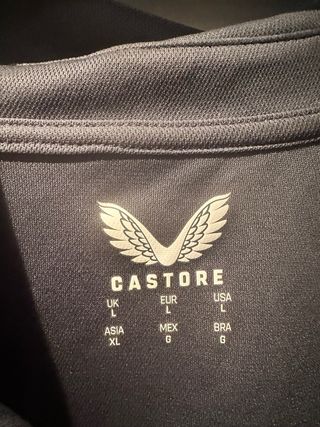 CASTORE
UK EUR USA
L L L
ASIA MEX BRA
XL G G